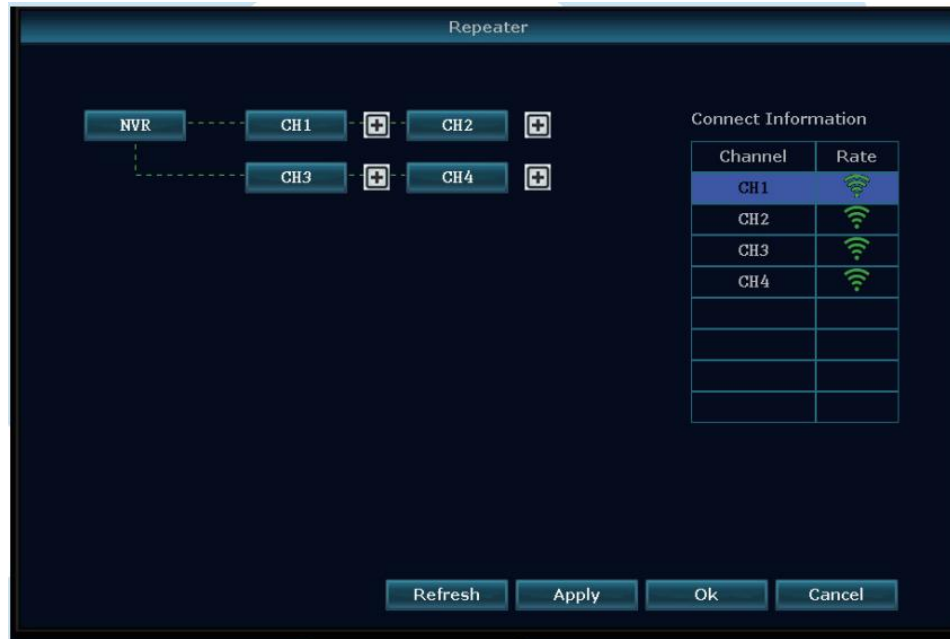 Repeater
NVR CH1 CH2
CH3 CH4
Connect Information
Channel Rate
CH1
CH2
CH3
CH4
Refresh Apply Ok Cancel